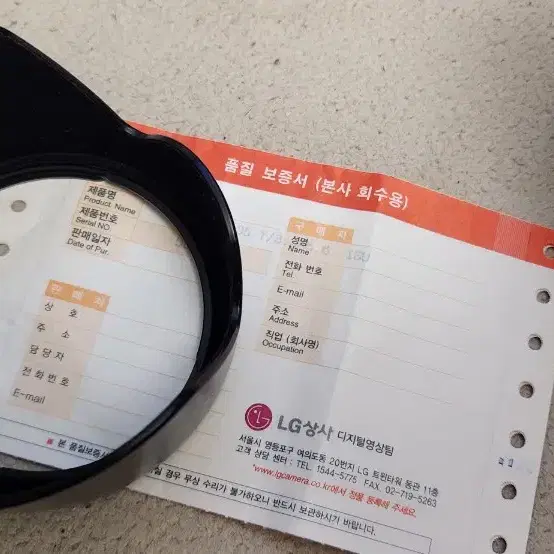 품질 보증서 (본사 회수용)
제품명
Product Name
제품번호
Serial NO
판매일자
Date of Pur.
판 매 처
상 호
주 소
담 당 자
전 화 번 호
E-mail
구 매 자
성명
Name
전화 번호
Tel
E-mail
주소
Address
직업 (회사명)
Occupation
LG상사 디지털영상팀
서울시 영등포구 여의도동 20번지 LG 트윈타워 동관 11층
고객 상담 센터 : TEL. 1544-5775 FAX. 02-719-5263
"www.lgcamera.co.kr에서 정품 등록해 주세요.
■ 본 품질보증서
실 경우 무상 수리가 불가하오니 반드시 보관하시기 바랍니다.